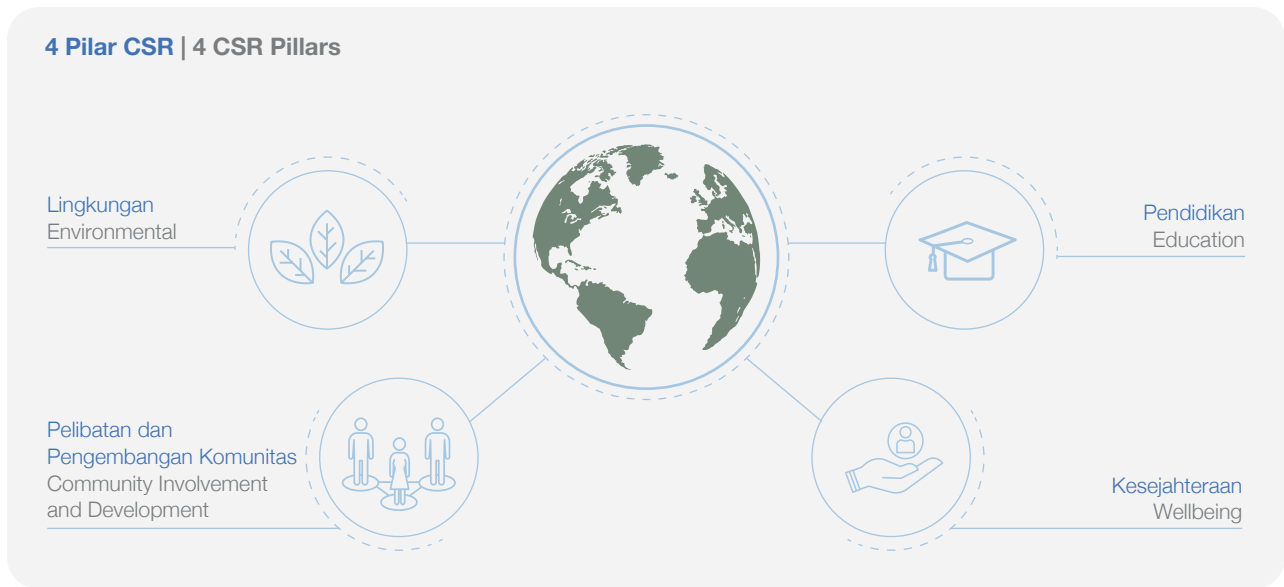 4 Pilar CSR | 4 CSR Pillars
Lingkungan
Environmental
Pendidikan
Education
Pelibatan dan
Pengembangan Komunitas
Community Involvement
and Development
Kesejahteraan
Wellbeing